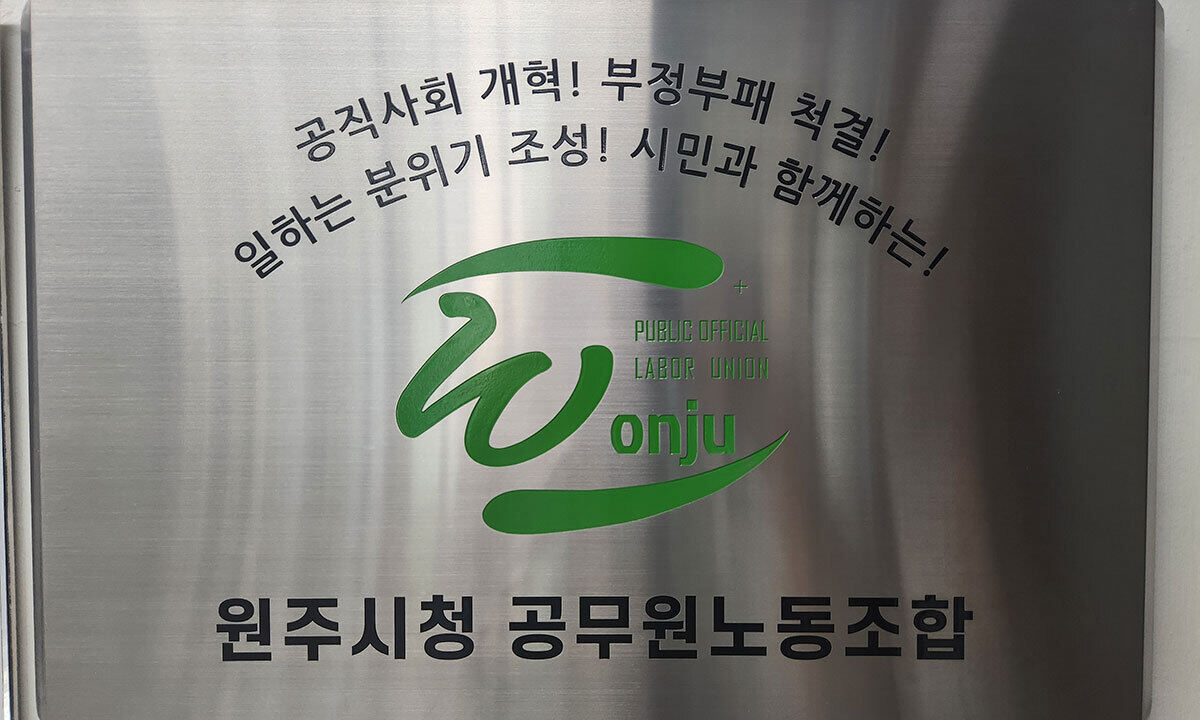 공직사회 개혁! 부정부패 척결!
일하는 분위기 조성! 시민과 함께하는!
PUBLIC OFFICIAL
LABOR UNION
Wonju
원주시청 공무원노동조합